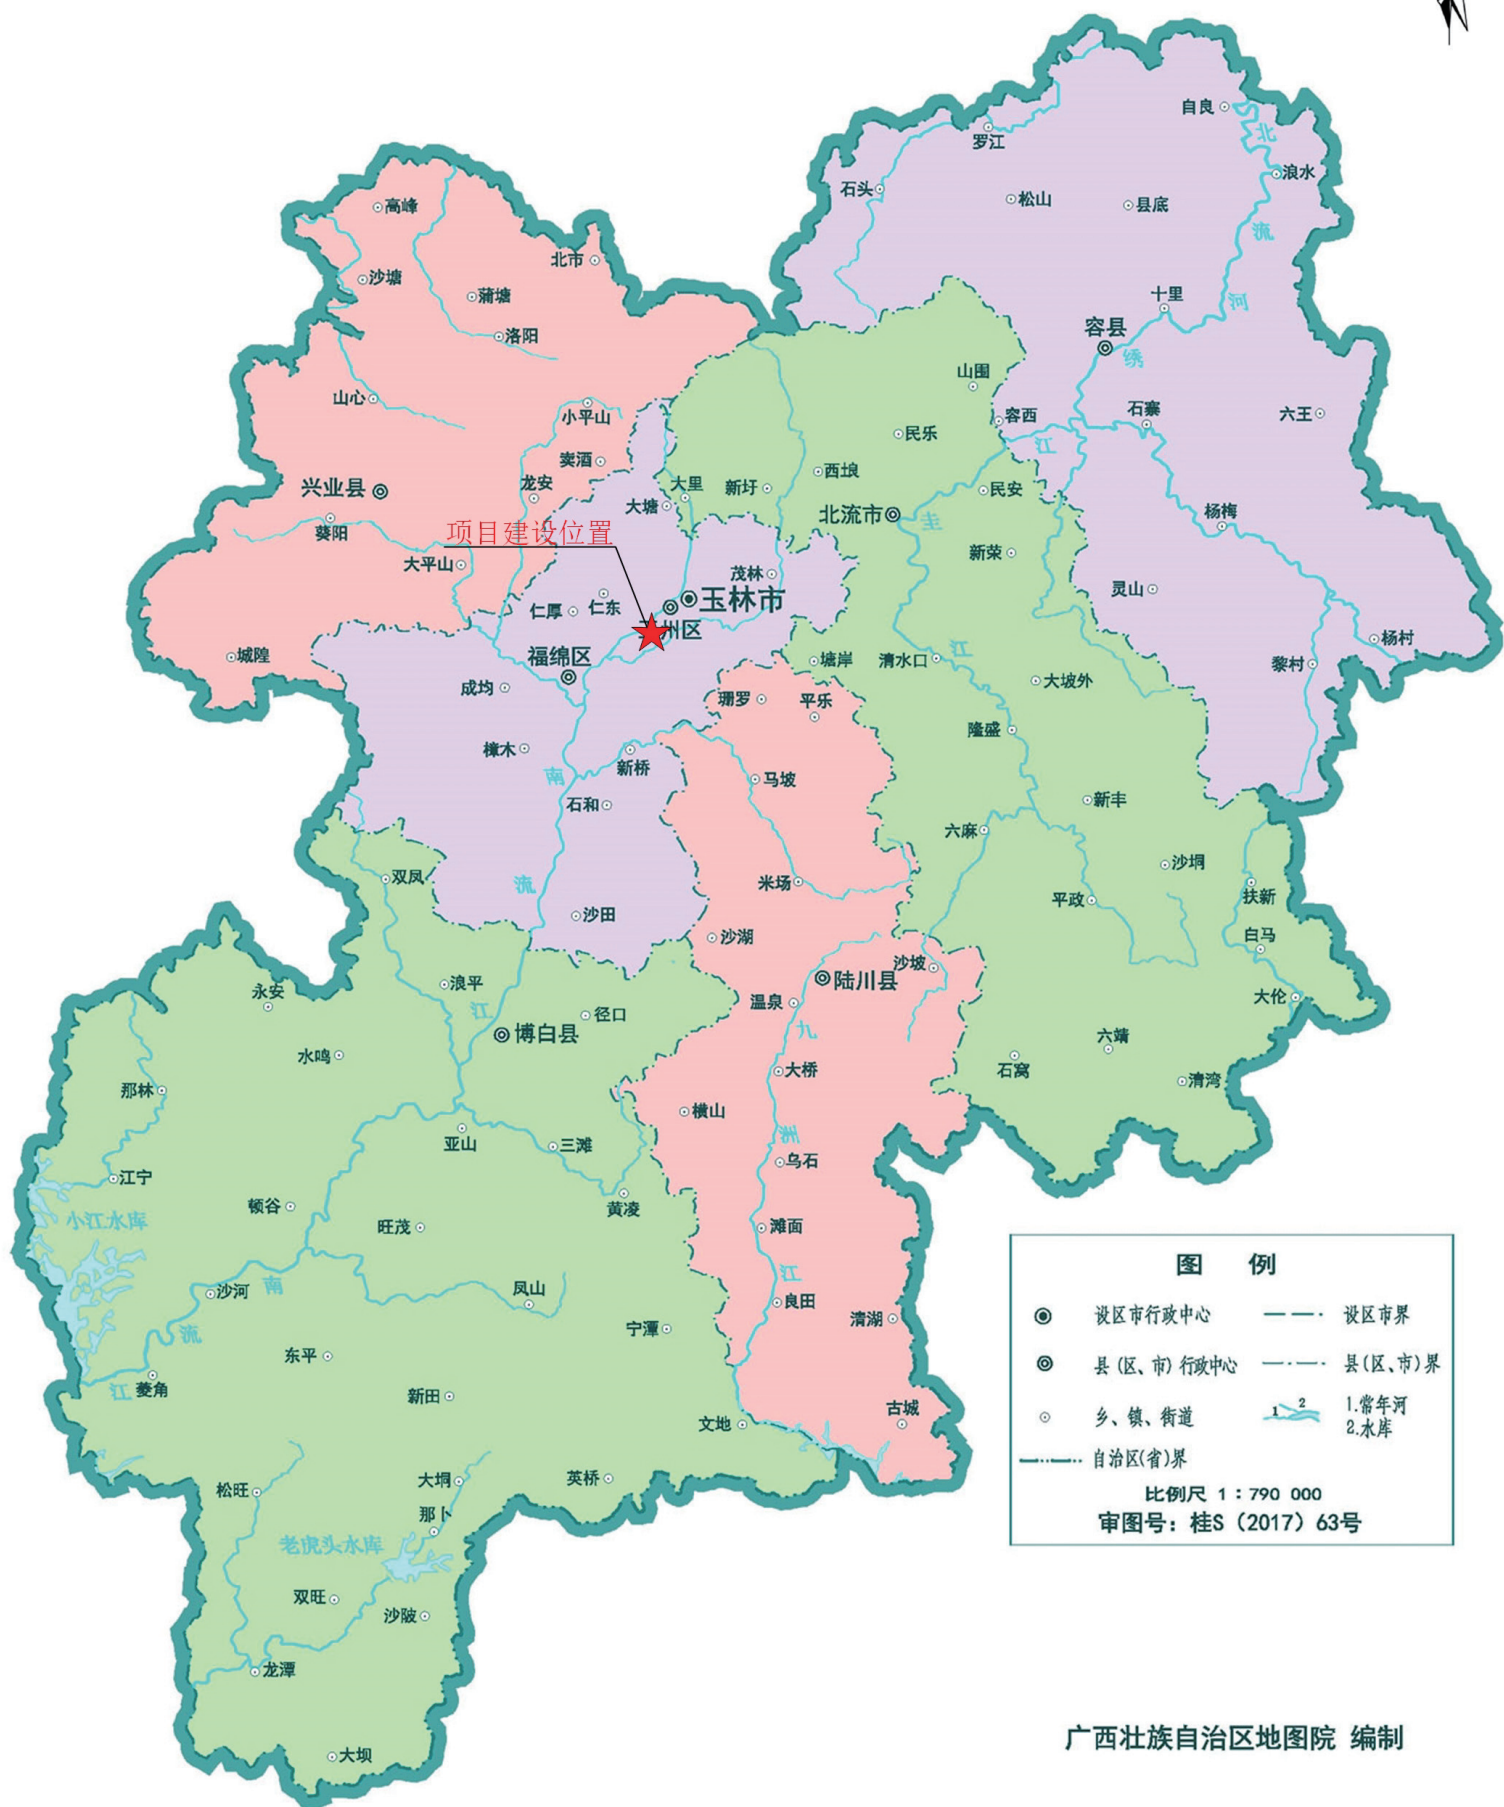 自良
北
罗江
浪水
石头
松山
县底
高峰
流
北市
沙塘
蒲塘
十里
河
洛阳
容县
绣
山围
山心
小平山
容西
石寨
六王
民乐
江
卖酒
西埌
兴业县
龙安
大里
新圩
民安
大塘
北流市
圭
杨梅
葵阳
项目建设位置
新荣
大平山
茂林
灵山
仁厚
仁东
玉林市
州区
杨村
城隍
福绵区
塘岸
清水口
江
黎村
成均
大坡外
珊罗
平乐
隆盛
樟木
新桥
南
马坡
石和
新丰
六麻
沙垌
双凤
流
米场
扶新
平政
沙田
沙湖
白马
沙坡
陆川县
浪平
永安
温泉
大伦
江
径口
博白县
九
六靖
水鸣
石窝
大桥
清湾
那林
横山
亚山
三滩
乌石
江宁
顿谷
黄凌
小江水库
旺茂
滩面
南
沙河
凤山
江
良田
清湖
流
宁潭
东平
江
菱角
新田
古城
文地
松旺
大垌
英桥
那卜
老虎头水库
双旺
沙陂
龙潭
大坝
图 例
设区市行政中心
设区市界
县(区、市)行政中心
县(区、市)界
乡、镇、街道
1 2
1.常年河
2.水库
自治区(省)界
比例尺 1：790 000
审图号：桂S（2017）63号
广西壮族自治区地图院 编制